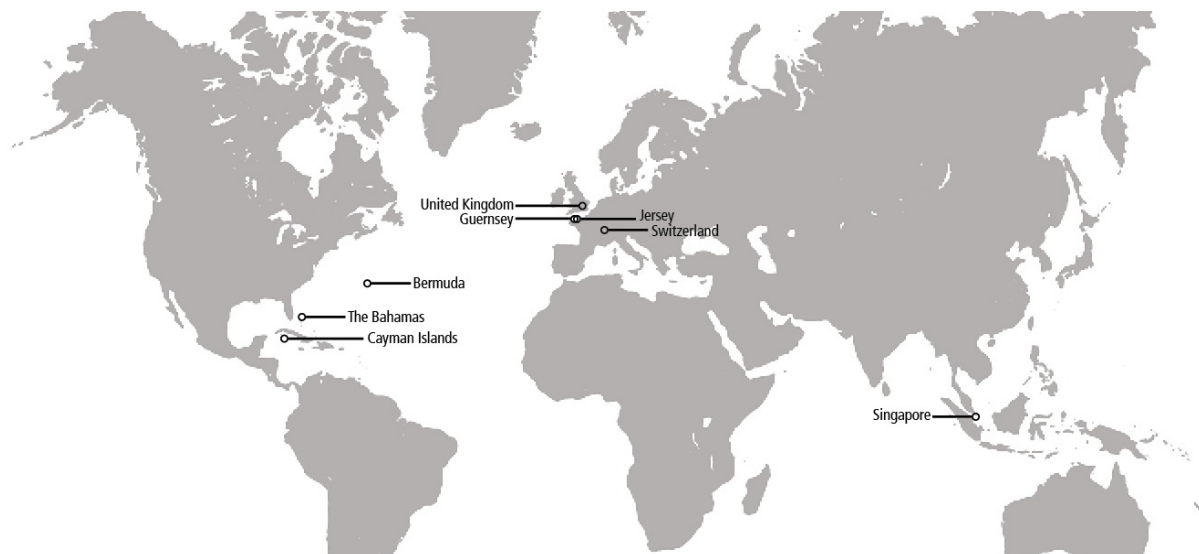 United Kingdom
Guernsey
Jersey
Switzerland
Bermuda
The Bahamas
Cayman Islands
Singapore